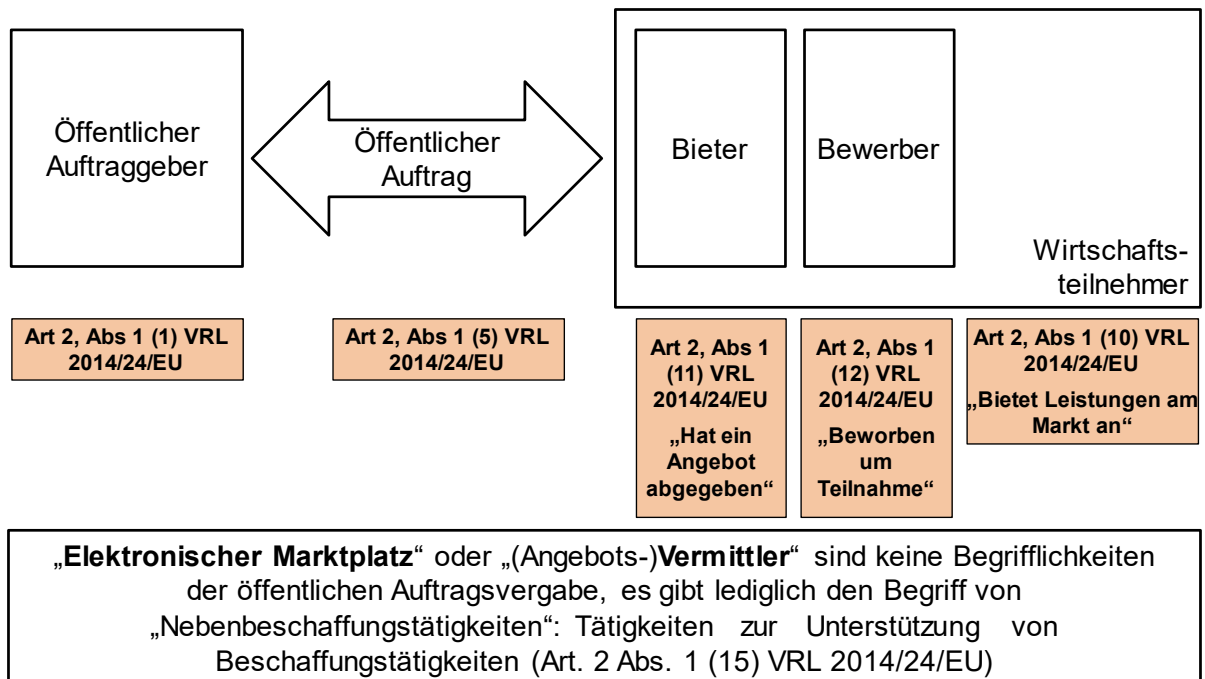 Öffentlicher
Auftraggeber
Öffentlicher
Auftrag
Bieter
Bewerber
Wirtschafts-
teilnehmer
Art 2, Abs 1 (1) VRL
2014/24/EU
Art 2, Abs 1 (5) VRL
2014/24/EU
Art 2, Abs 1
(11) VRL
2014/24/EU
„Hat ein
Angebot
abgegeben“
Art 2, Abs 1
(12) VRL
2014/24/EU
„Beworben
um
Teilnahme“
Art 2, Abs 1 (10) VRL
2014/24/EU
„Bietet Leistungen am
Markt an“
„Elektronischer Marktplatz“ oder „(Angebots-)Vermittler“ sind keine Begrifflichkeiten
der öffentlichen Auftragsvergabe, es gibt lediglich den Begriff von
„Nebenbeschaffungstätigkeiten“: Tätigkeiten zur Unterstützung von
Beschaffungstätigkeiten (Art. 2 Abs. 1 (15) VRL 2014/24/EU)